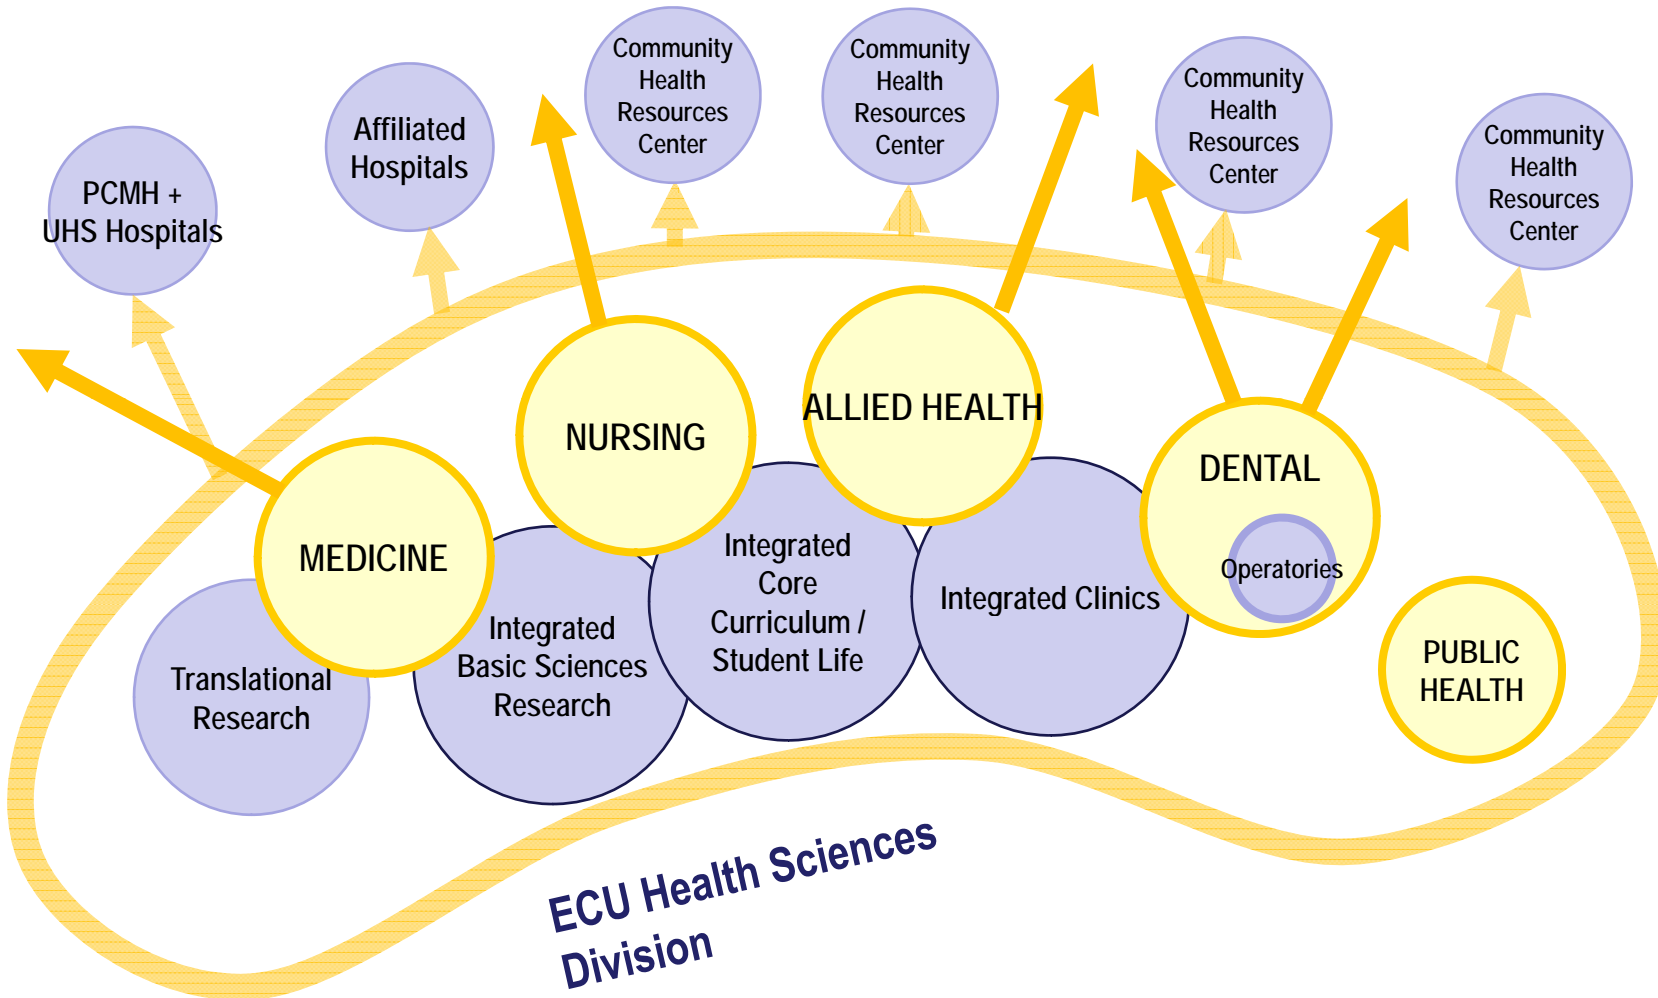 Community
Health
Resources
Center
Community
Health
Resources
Center
Community
Health
Resources
Center
Community
Health
Resources
Center
Affiliated
Hospitals
PCMH +
UHS Hospitals
ALLIED HEALTH
NURSING
DENTAL
MEDICINE
Operatories
Integrated
Core
Curriculum /
Student Life
Integrated Clinics
Integrated
Basic Sciences
Research
Translational
Research
PUBLIC
HEALTH
ECU Health Sciences
Division